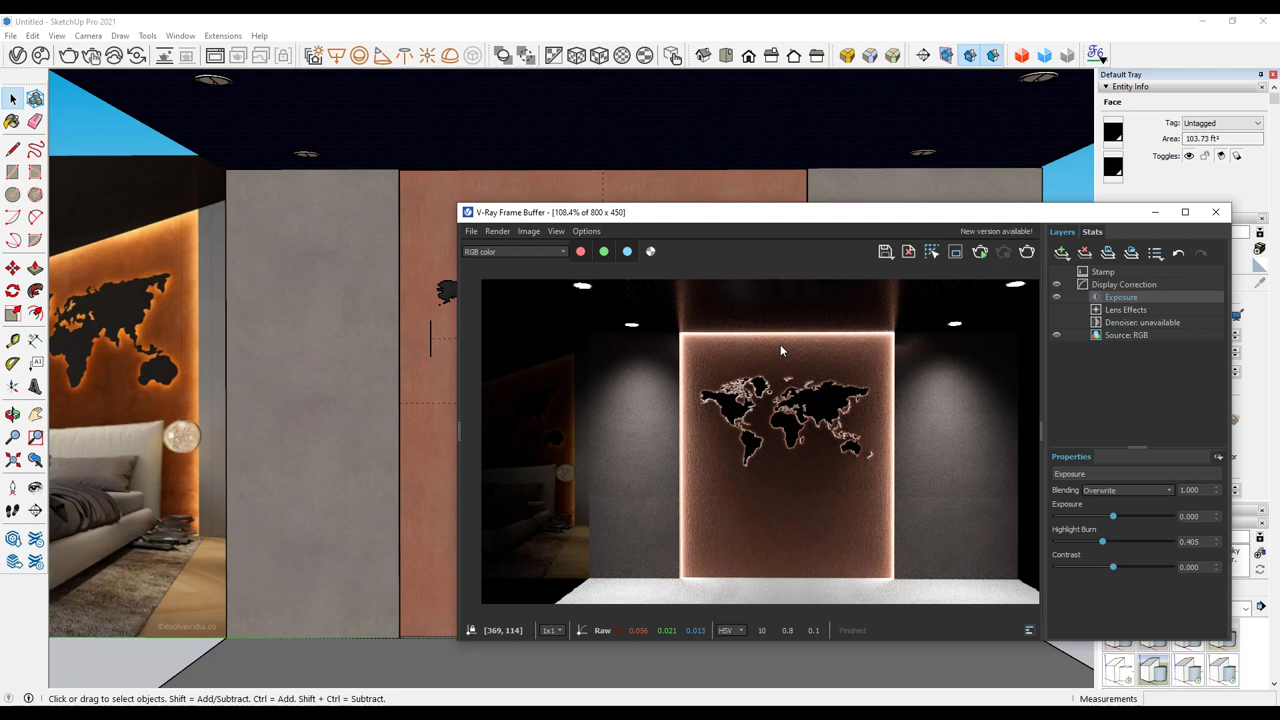 Untitled - SketchUp Pro 2021
File Edit View Camera Draw Tools Window Extensions Help
Default Tray
Entity Info
Face
Tag: Untagged
Area: 103.73 ft²
Toggles:
V-Ray Frame Buffer - [108.4% of 800 x 450]
File Render Image View Options New version available!
RGB color
Layers Stats
Stamp
Display Correction
Exposure
Lens Effects
Denoiser: unavailable
Source: RGB
Properties
Exposure
Blending Overwrite 1.000
Exposure
0.000
Highlight Burn
0.405
Contrast
0.000
[369, 114] 1x1 Raw 0.056 0.021 0.013 HSV 10 0.8 0.1 Finished
©evolveindia.co
Click or drag to select objects. Shift = Add/Subtract. Ctrl = Add. Shift + Ctrl = Subtract.
Measurements